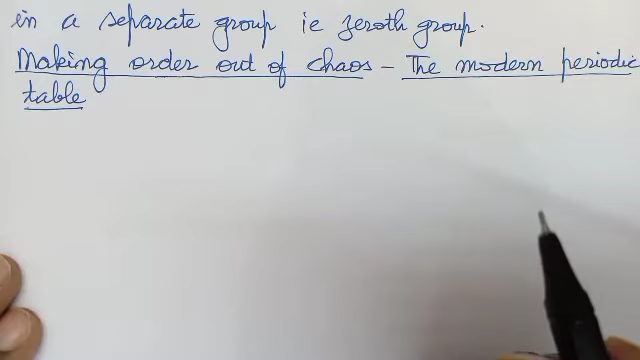 in a separate group ie zeroth group.
Making order out of chaos - The modern periodic
table